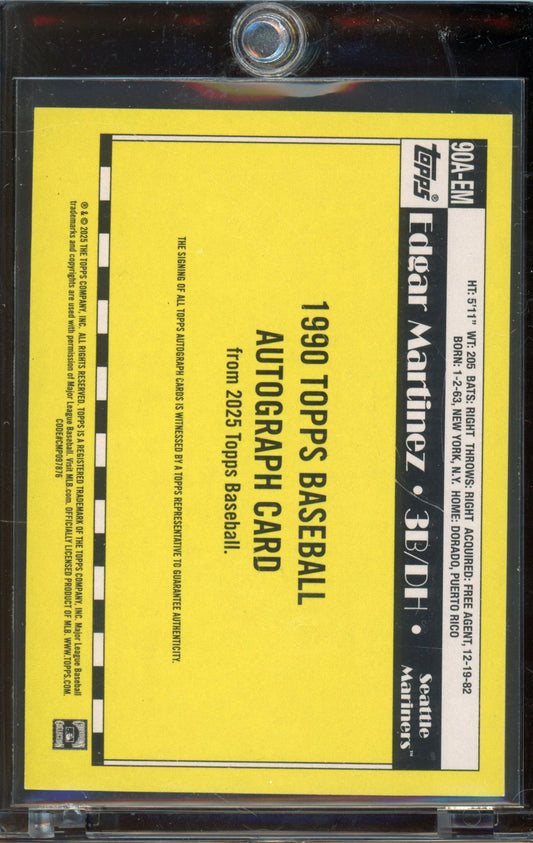 90A-EM
HT: 5'11" WT: 205 BATS: RIGHT THROWS: RIGHT ACQUIRED: FREE AGENT, 12-19-82
BORN: 1-2-63, NEW YORK, N.Y. HOME: DORADO, PUERTO RICO
topps® Edgar Martinez • 3B/DH • Seattle
Mariners™
1990 TOPPS BASEBALL
AUTOGRAPH CARD
from 2025 Topps Baseball.
THE SIGNING OF ALL TOPPS AUTOGRAPH CARDS IS WITNESSED BY A TOPPS REPRESENTATIVE TO GUARANTEE AUTHENTICITY.
® & © 2025 THE TOPPS COMPANY, INC. ALL RIGHTS RESERVED. TOPPS IS A REGISTERED TRADEMARK OF THE TOPPS COMPANY, INC. Major League Baseball
trademarks and copyrights are used with permission of Major League Baseball. Visit MLB.com. OFFICIALLY LICENSED PRODUCT OF MLB. WWW.TOPPS.COM.
CODE#CMP097876